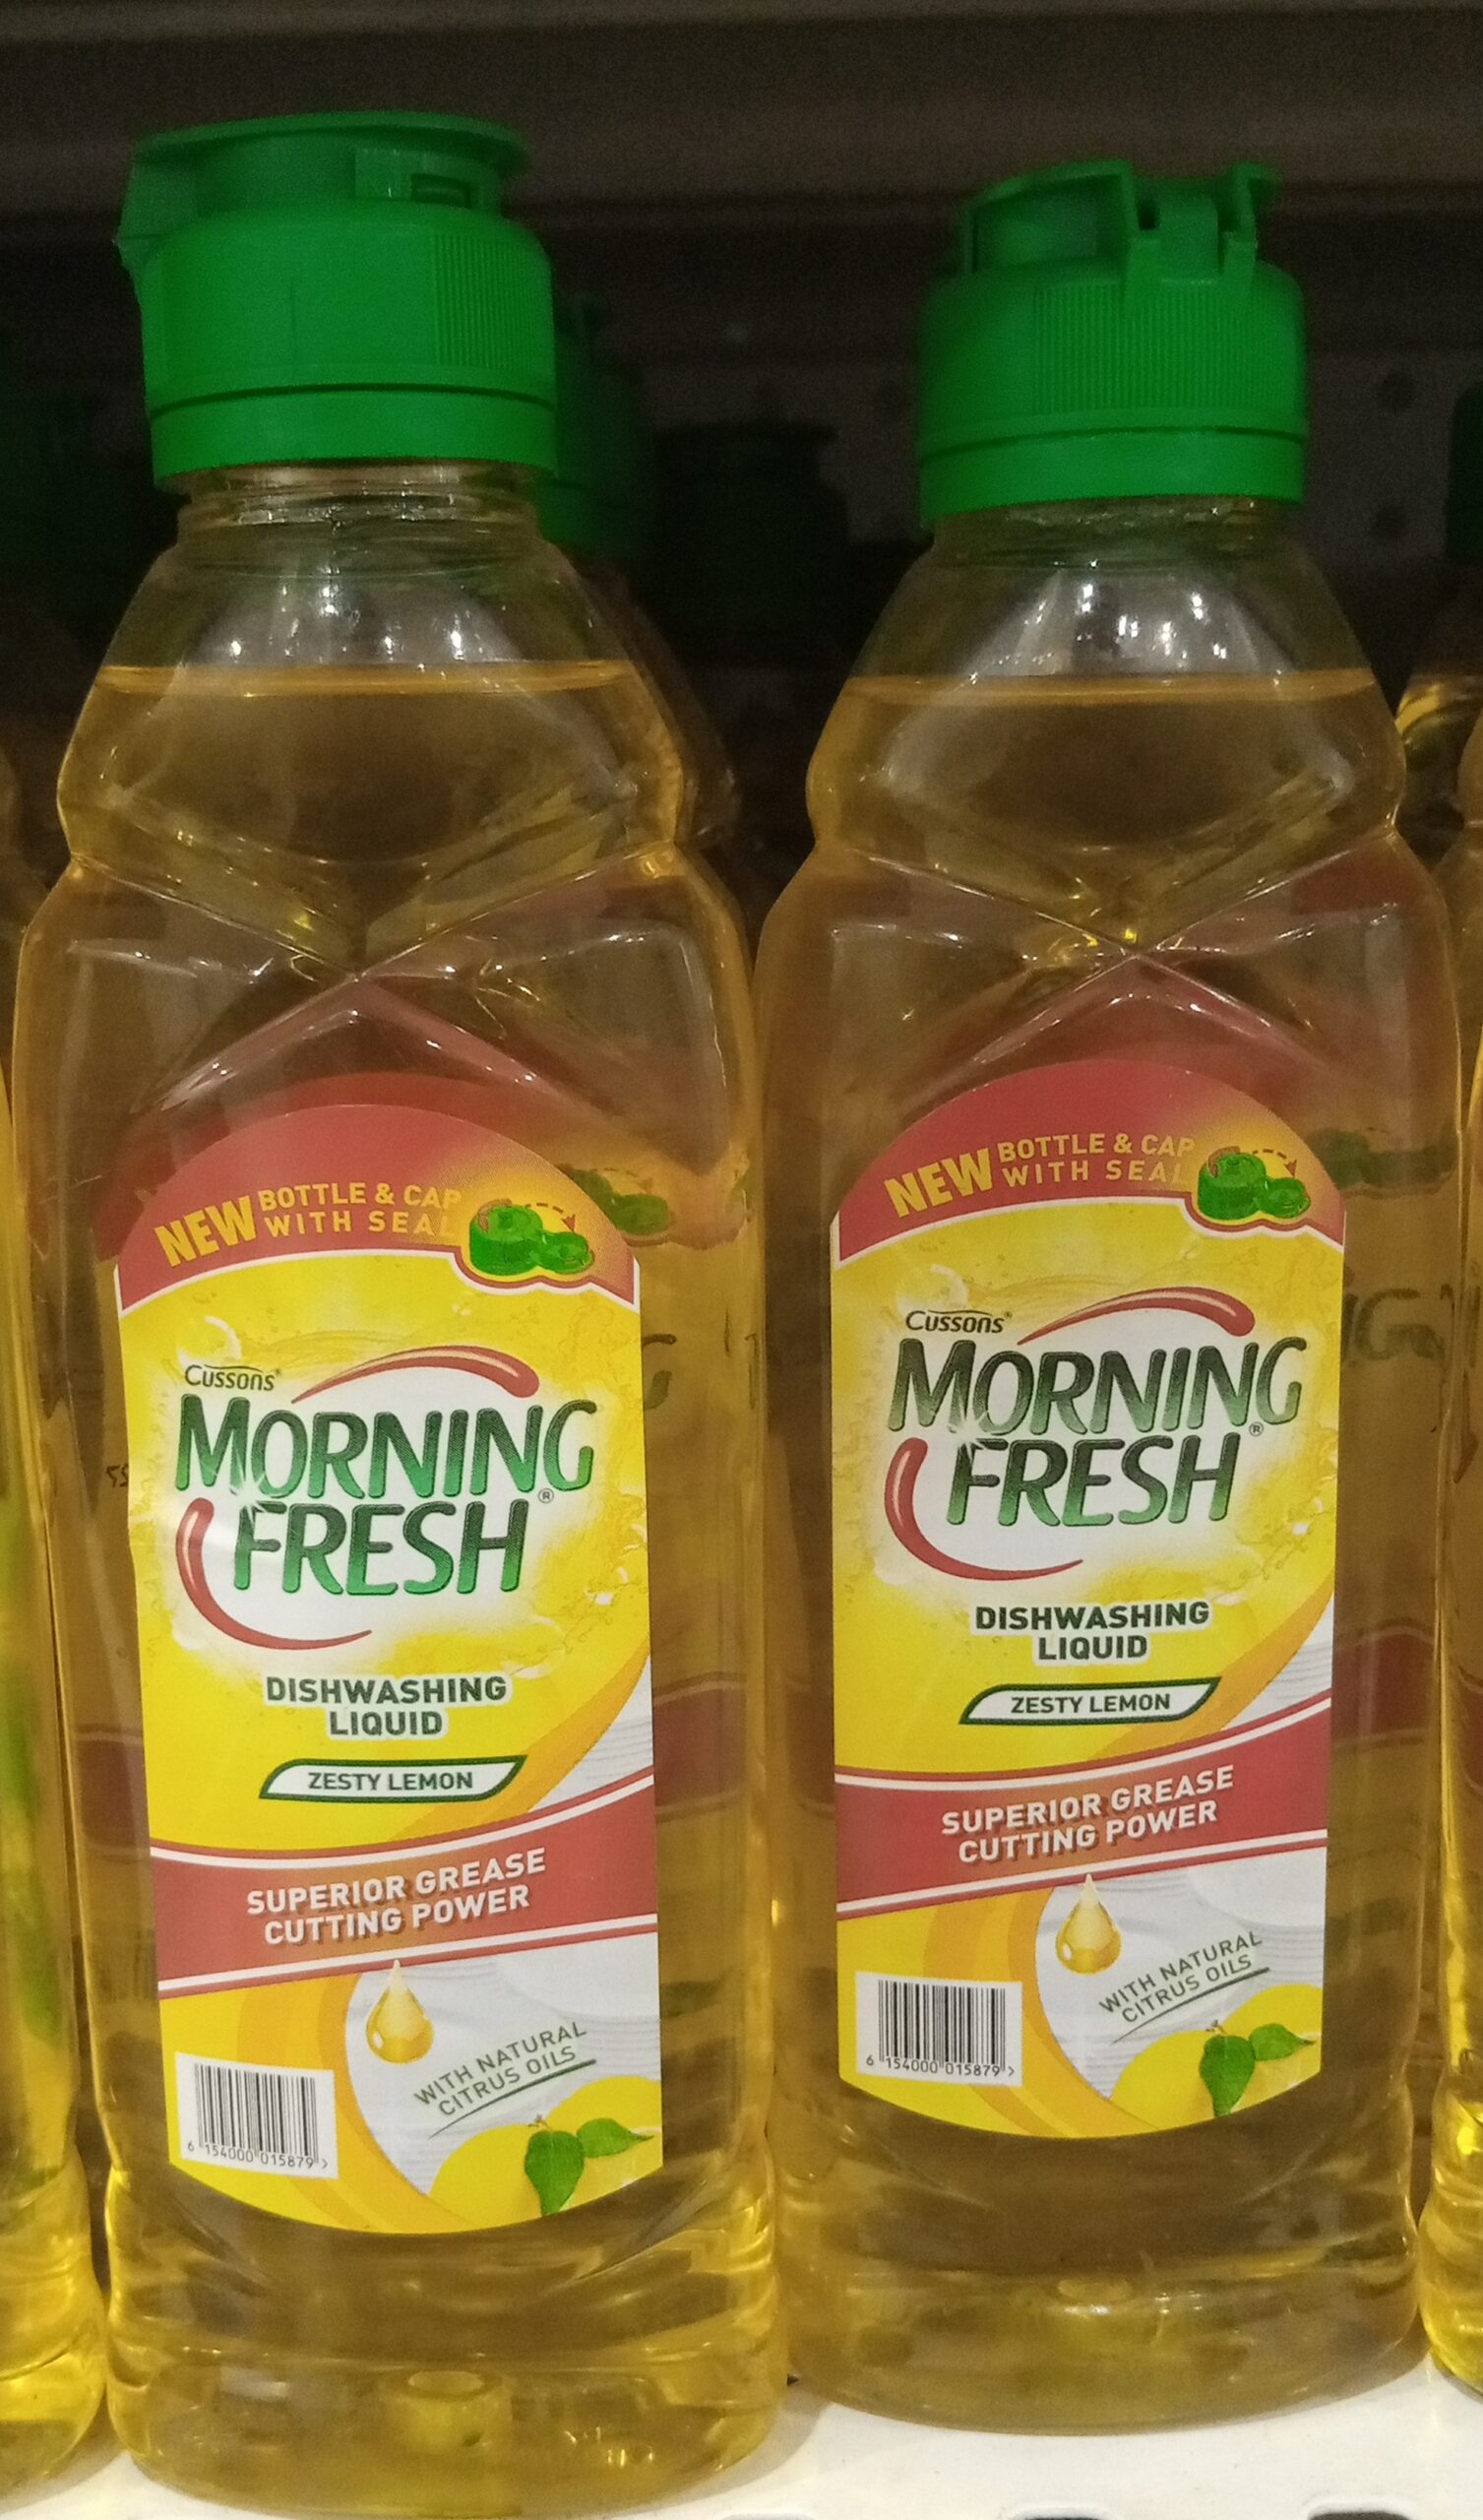 NEW BOTTLE & CAP
WITH SEAL
Cussons
MORNING
FRESH®
DISHWASHING
LIQUID
ZESTY LEMON
SUPERIOR GREASE
CUTTING POWER
WITH NATURAL
CITRUS OILS
6 154000 015879 >
NEW BOTTLE & CAP
WITH SEAL
Cussons
MORNING
FRESH®
DISHWASHING
LIQUID
ZESTY LEMON
SUPERIOR GREASE
CUTTING POWER
WITH NATURAL
CITRUS OILS
6 154000 015879 >